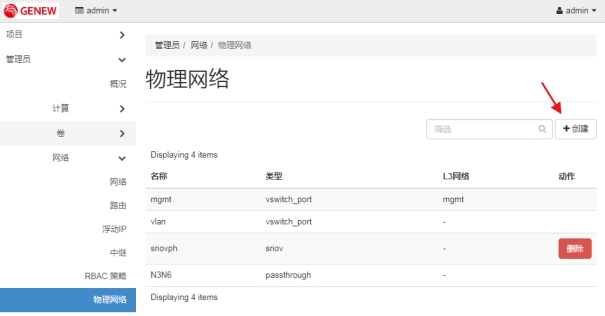 GENEW admin admin
项目
管理员
概况
计算
卷
网络
网络
路由
浮动IP
中继
RBAC 策略
物理网络
管理员 / 网络 / 物理网络
物理网络
筛选 +创建
Displaying 4 items
名称 类型 L3网络 动作
mgmt vswitch_port mgmt
vlan vswitch_port -
sriovph sriov - 删除
N3N6 passthrough -
Displaying 4 items